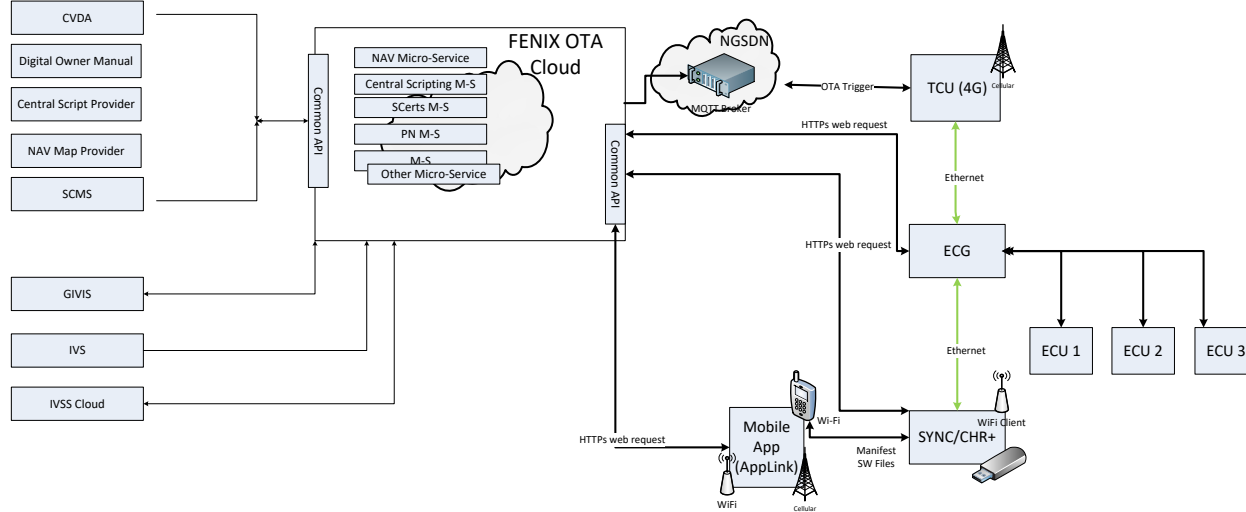 CVDA
Digital Owner Manual
Central Script Provider
NAV Map Provider
SCMS
GIVIS
IVS
IVSS Cloud
Common API
FENIX OTA
Cloud
NAV Micro-Service
Central Scripting M-S
SCerts M-S
PN M-S
M-S
Other Micro-Service
Common API
NGSDN
MQTT Broker
OTA Trigger
TCU (4G)
Cellular
HTTPs web request
Ethernet
HTTPs web request
ECG
Ethernet
ECU 1
ECU 2
ECU 3
HTTPs web request
Mobile
App
(AppLink)
Wi-Fi
WiFi
Cellular
Manifest
SW Files
SYNC/CHR+
WiFi Client